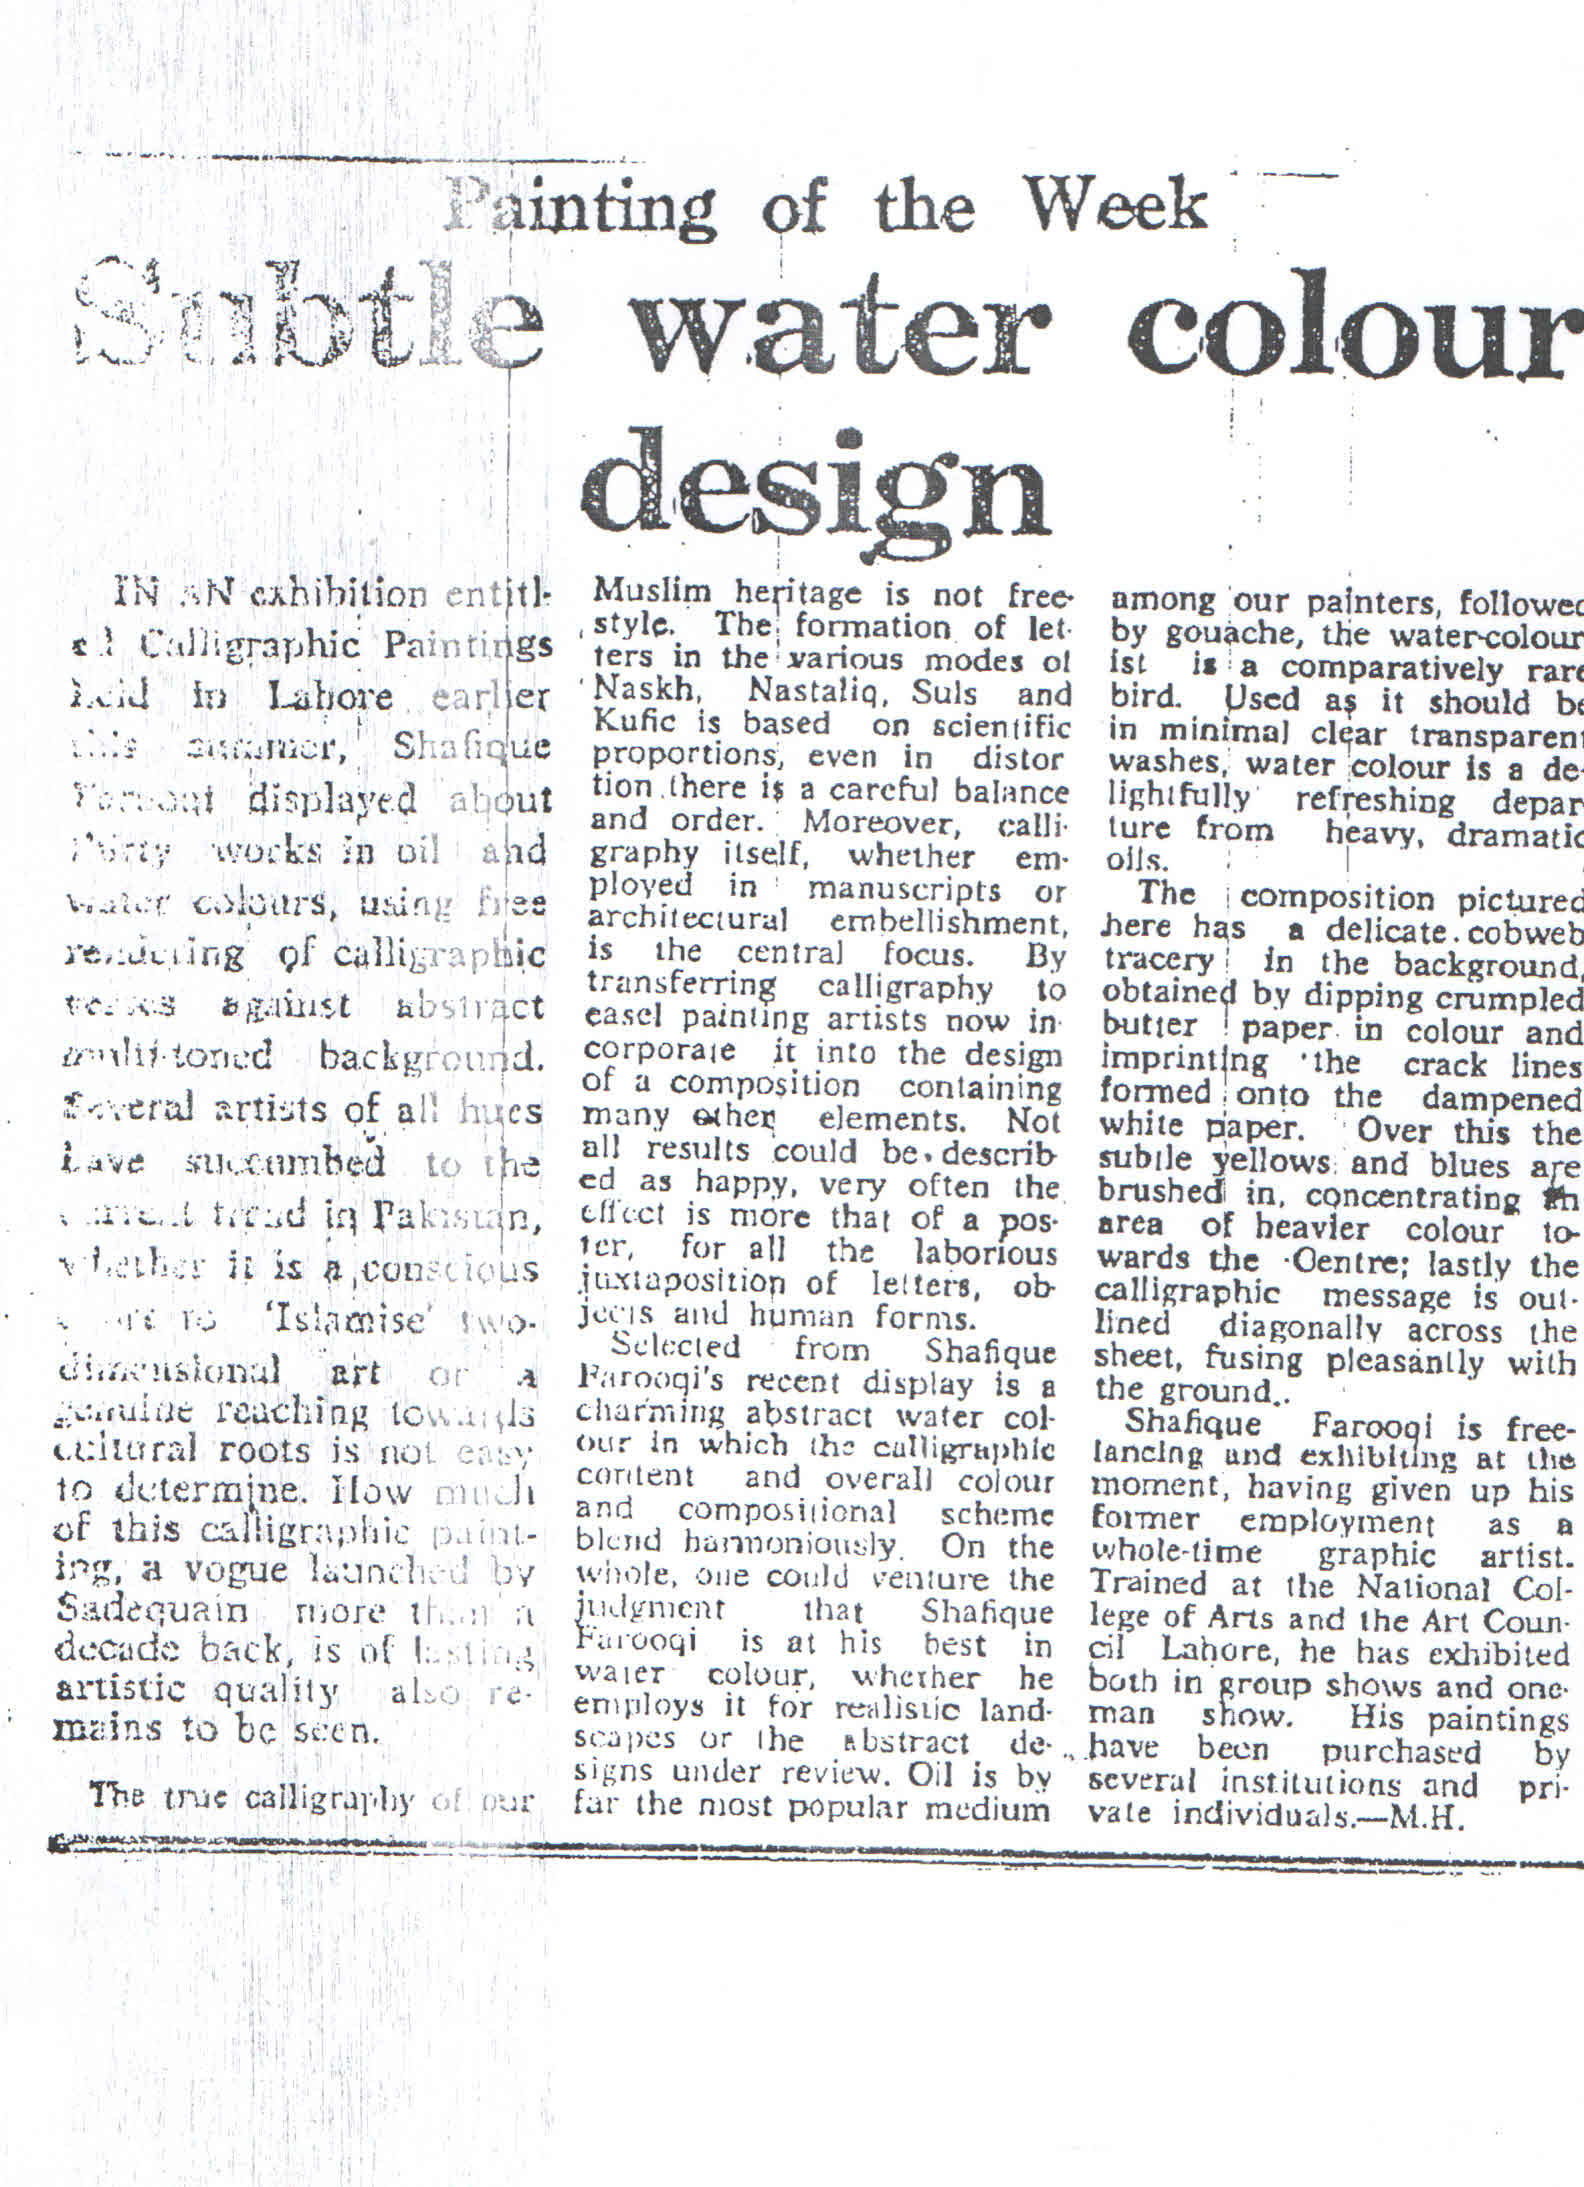 Painting of the Week
Subtle water colour
design
IN AN exhibition entitl-
ed Calligraphic Paintings
held in Lahore earlier
this summer, Shafique
Farooqi displayed about
thirty works in oil and
water colours, using free
rendering of calligraphic
verses against abstract
multi-toned background.
Several artists of all hues
have succumbed to the
current trend in Pakistan,
whether it is a conscious
to 'Islamise' two-
dimensional art or a
genuine reaching towards
cultural roots is not easy
to determine. How much
of this calligraphic paint-
ing, a vogue launched by
Sadequain more than a
decade back, is of lasting
artistic quality also re-
mains to be seen.
The true calligraphy of our
Muslim heritage is not free-
style. The formation of let-
ters in the various modes of
Naskh, Nastaliq, Suls and
Kufic is based on scientific
proportions, even in distor
tion there is a careful balance
and order. Moreover, calli-
graphy itself, whether em-
ployed in manuscripts or
architectural embellishment,
is the central focus. By
transferring calligraphy to
easel painting artists now in-
corporate it into the design
of a composition containing
many other elements. Not
all results could be describ-
ed as happy, very often the
effect is more that of a pos-
ter, for all the laborious
juxtaposition of letters, ob-
jects and human forms.
Selected from Shafique
Farooqi's recent display is a
charming abstract water col-
our in which the calligraphic
content and overall colour
and compositional scheme
blend harmoniously. On the
whole, one could venture the
judgment that Shafique
Farooqi is at his best in
water colour, whether he
employs it for realistic land-
scapes or the abstract de-
signs under review. Oil is by
far the most popular medium
among our painters, followed
by gouache, the water-colour
ist is a comparatively rare
bird. Used as it should be
in minimal clear transparent
washes, water colour is a de-
lightfully refreshing depar-
ture from heavy, dramatic
oils.
The composition pictured
here has a delicate cobweb
tracery in the background,
obtained by dipping crumpled
butter paper in colour and
imprinting the crack lines
formed onto the dampened
white paper. Over this the
subtle yellows and blues are
brushed in, concentrating
area of heavier colour to-
wards the Centre; lastly the
calligraphic message is out-
lined diagonally across the
sheet, fusing pleasantly with
the ground.
Shafique Farooqi is free-
lancing and exhibiting at the
moment, having given up his
former employment as a
whole-time graphic artist.
Trained at the National Col-
lege of Arts and the Art Coun-
cil Lahore, he has exhibited
both in group shows and one-
man show. His paintings
have been purchased by
several institutions and pri-
vate individuals.—M.H.